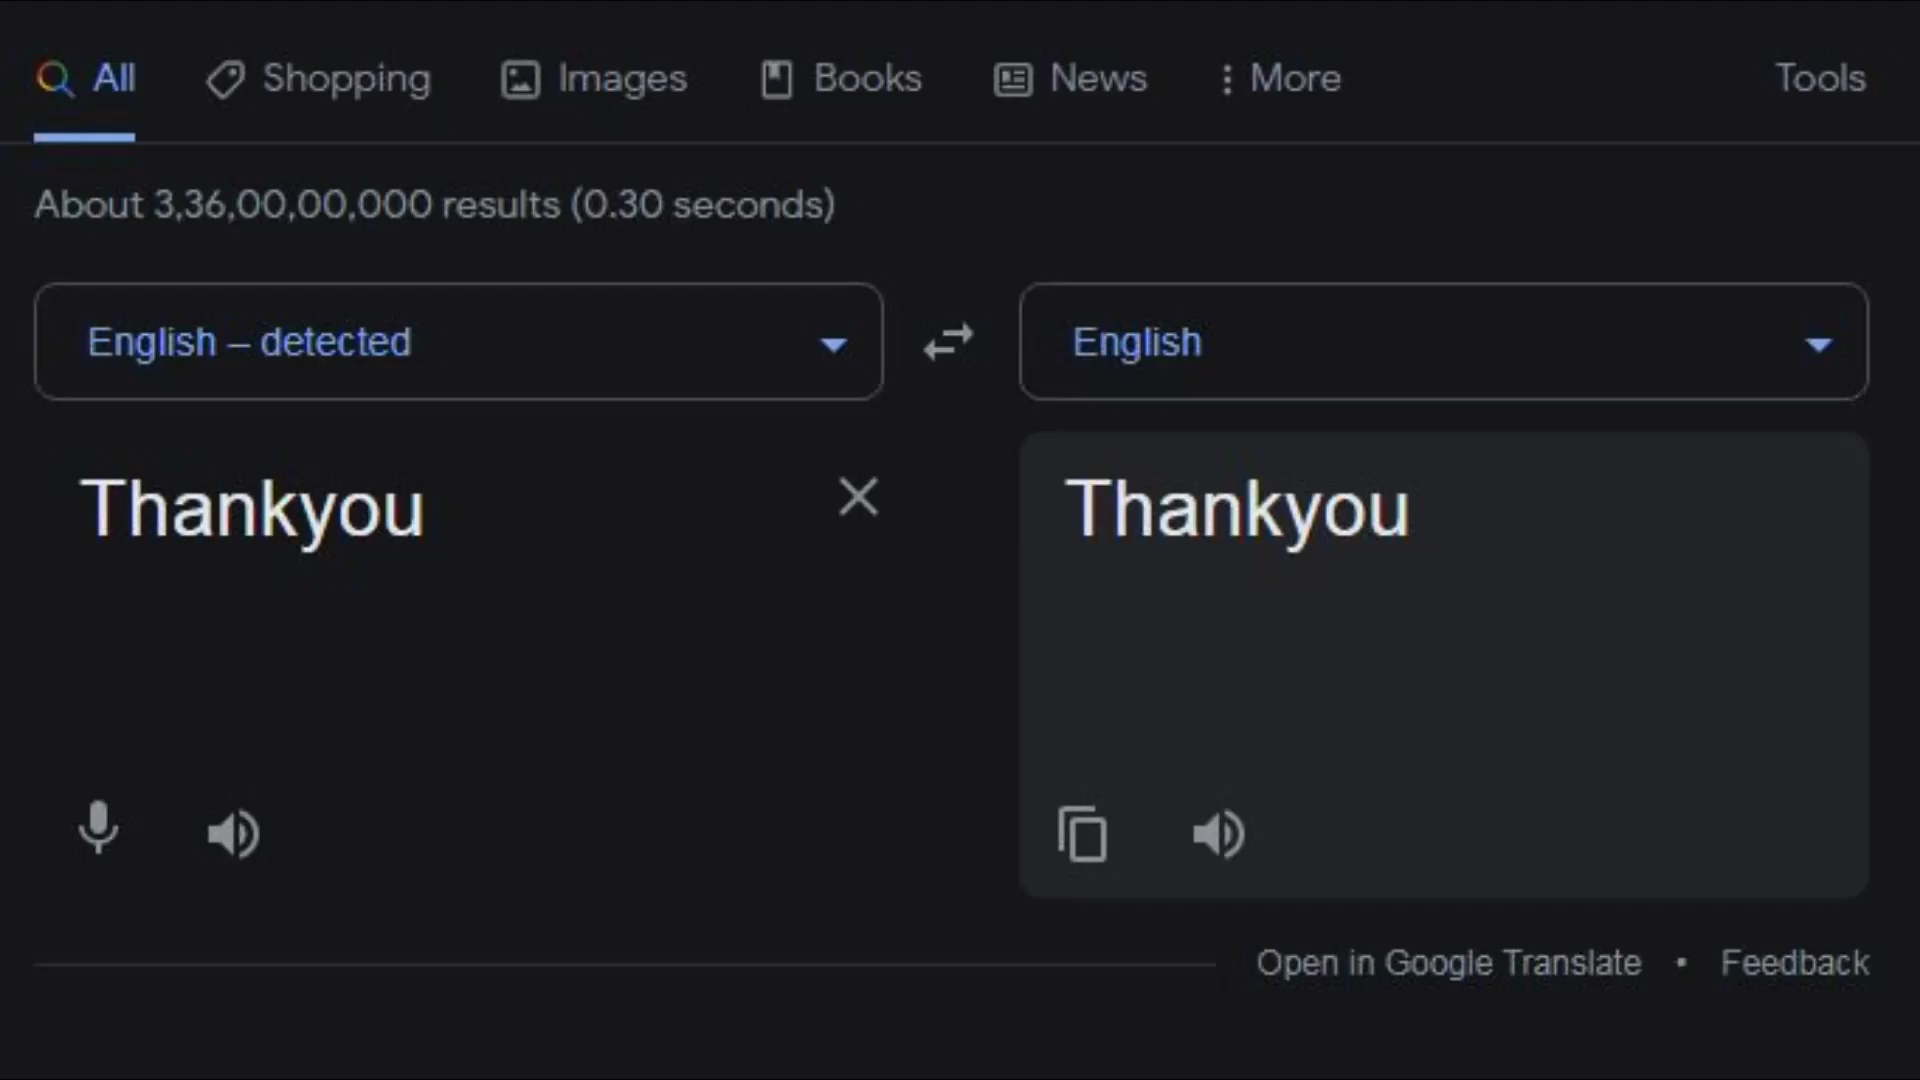 All Shopping Images Books News More Tools
About 3,36,00,00,000 results (0.30 seconds)
English – detected English
Thankyou Thankyou
Open in Google Translate • Feedback